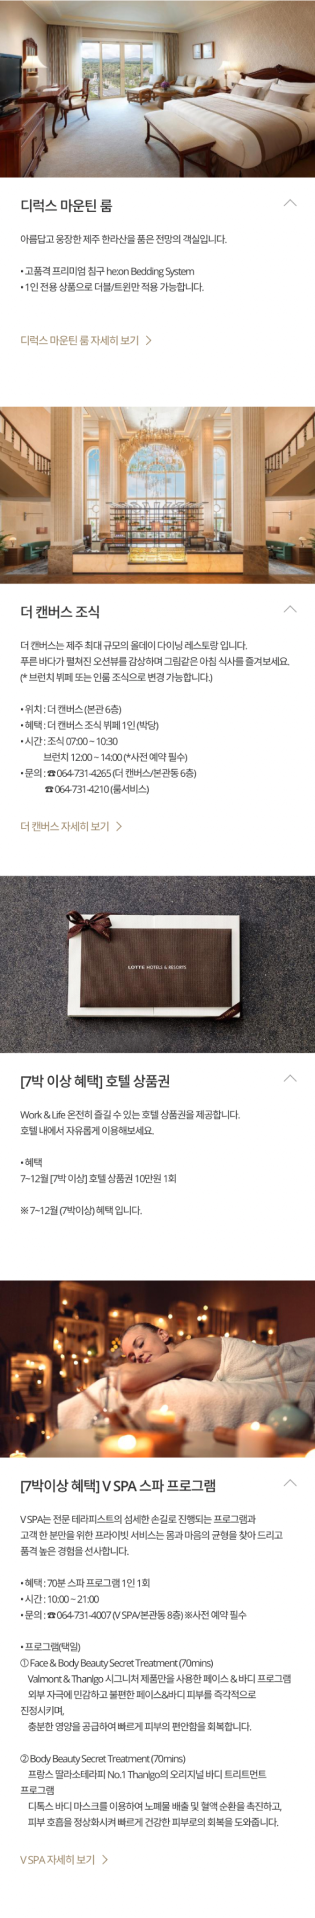 디럭스 마운틴 룸
아름답고 웅장한 제주 한라산을 품은 전망의 객실입니다.
• 고품격 프리미엄 침구 he:on Bedding System
• 1인 전용 상품으로 더블/트윈만 적용 가능합니다.
디럭스 마운틴 룸 자세히 보기 >
더 캔버스 조식
더 캔버스는 제주 최대 규모의 올데이 다이닝 레스토랑 입니다.
푸른 바다가 펼쳐진 오션뷰를 감상하며 그림같은 아침 식사를 즐겨보세요.
(* 브런치 뷔페 또는 인룸 조식으로 변경 가능합니다.)
• 위치 : 더 캔버스 (본관 6층)
• 혜택 : 더 캔버스 조식 뷔페 1인 (박당)
• 시간 : 조식 07:00 ~ 10:30
브런치 12:00 ~ 14:00 (*사전 예약 필수)
• 문의 : ☎ 064-731-4265 (더 캔버스/본관동 6층)
☎ 064-731-4210 (룸서비스)
더 캔버스 자세히 보기 >
LOTTE HOTELS & RESORTS
[7박 이상 혜택] 호텔 상품권
Work & Life 온전히 즐길 수 있는 호텔 상품권을 제공합니다.
호텔 내에서 자유롭게 이용해보세요.
• 혜택
7~12월 [7박 이상] 호텔 상품권 10만원 1회
※ 7~12월 (7박이상) 혜택 입니다.
[7박이상 혜택] V SPA 스파 프로그램
V SPA는 전문 테라피스트의 섬세한 손길로 진행되는 프로그램과
고객 한 분만을 위한 프라이빗 서비스는 몸과 마음의 균형을 찾아 드리고
품격 높은 경험을 선사합니다.
• 혜택 : 70분 스파 프로그램 1인 1회
• 시간 : 10:00 ~ 21:00
• 문의 : ☎ 064-731-4007 (V SPA/본관동 8층) ※사전 예약 필수
• 프로그램(택일)
① Face & Body Beauty Secret Treatment (70mins)
Valmont & Thanlgo 시그니처 제품만을 사용한 페이스 & 바디 프로그램
외부 자극에 민감하고 불편한 페이스&바디 피부를 즉각적으로
진정시키며,
충분한 영양을 공급하여 빠르게 피부의 편안함을 회복합니다.
② Body Beauty Secret Treatment (70mins)
프랑스 딸라소테라피 No.1 Thanlgo의 오리지널 바디 트리트먼트
프로그램
디톡스 바디 마스크를 이용하여 노폐물 배출 및 혈액 순환을 촉진하고,
피부 호흡을 정상화시켜 빠르게 건강한 피부로의 회복을 도와줍니다.
V SPA 자세히 보기 >